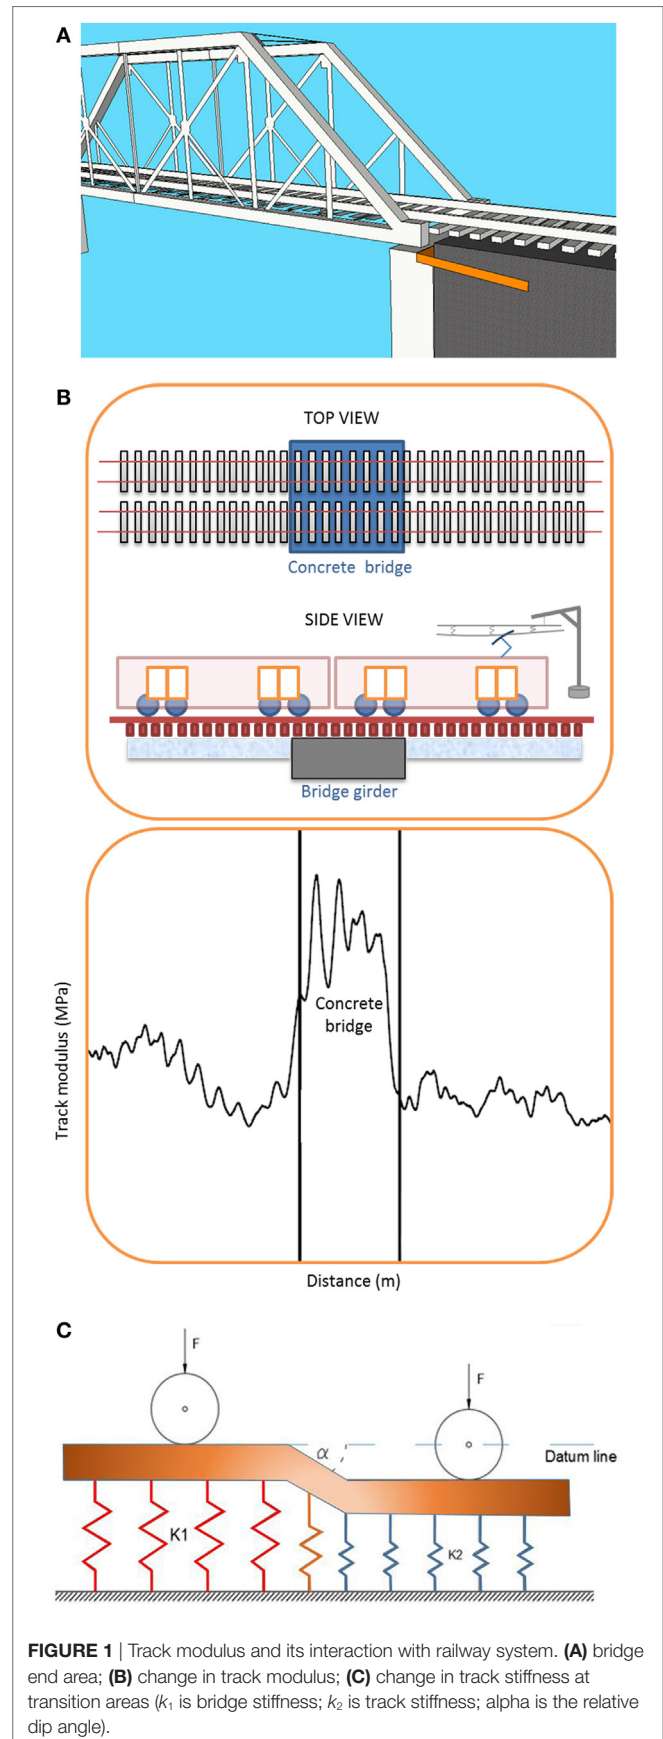 A
B
TOP VIEW
Concrete bridge
SIDE VIEW
Bridge girder
Track modulus (MPa)
Concrete
bridge
Distance (m)
C
F
F
α
Datum line
K1
K2
FIGURE 1 | Track modulus and its interaction with railway system. (A) bridge
end area; (B) change in track modulus; (C) change in track stiffness at
transition areas (k₁ is bridge stiffness; k₂ is track stiffness; alpha is the relative
dip angle).